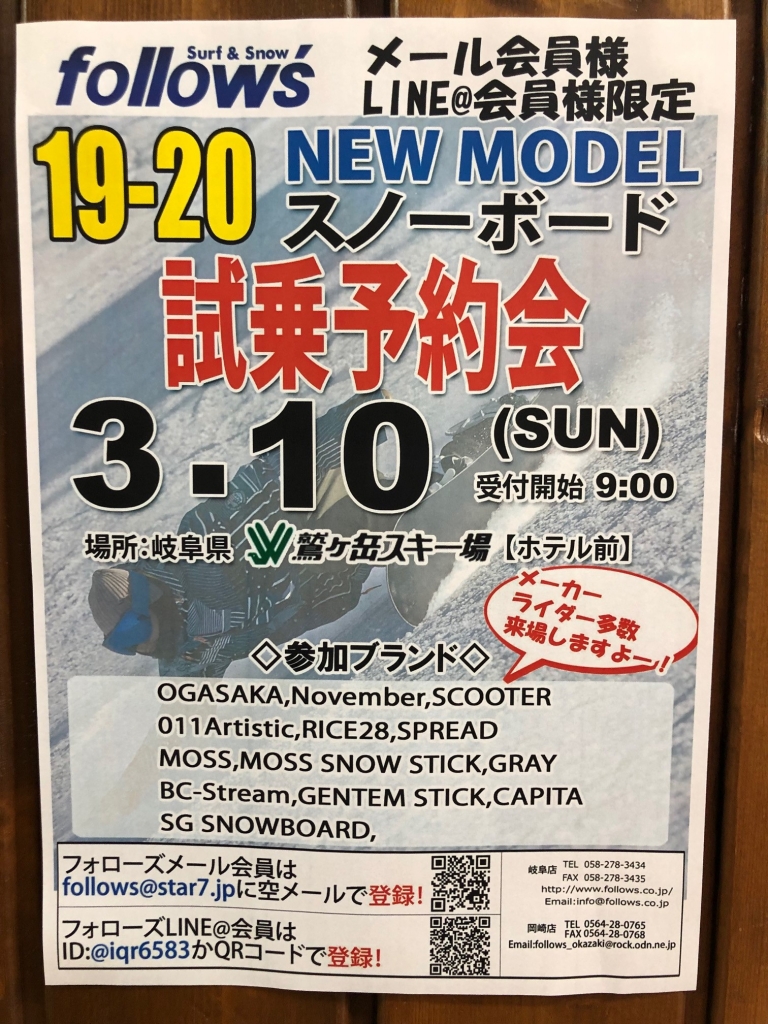 Surf & Snow
follow's
メール会員様
LINE@会員様限定
19-20
NEW MODEL
スノーボード
試乗予約会
3.10
(SUN)
受付開始 9:00
場所:岐阜県 鷲ヶ岳スキー場【ホテル前】
メーカー
ライダー多数
来場しますよー!
◇参加ブランド◇
OGASAKA,November,SCOOTER
011Artistic,RICE28,SPREAD
MOSS,MOSS SNOW STICK,GRAY
BC-Stream,GENTEM STICK,CAPITA
SG SNOWBOARD,
フォローズメール会員は
follows@star7.jpに空メールで登録!
フォローズLINE@会員は
ID:@iqr6583かQRコードで登録!
岐阜店 TEL 058-278-3434
FAX 058-278-3435
http://www.follows.co.jp/
Email:info@follows.co.jp
岡崎店 TEL 0564-28-0765
FAX 0564-28-0768
Email:follows_okazaki@rock.odn.ne.jp